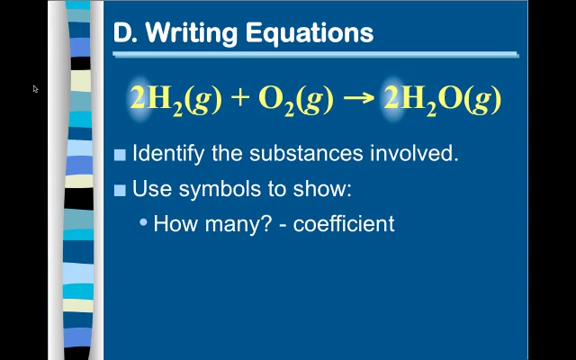 D. Writing Equations
2H₂(g) + O₂(g) → 2H₂O(g)
Identify the substances involved.
Use symbols to show:
How many? - coefficient